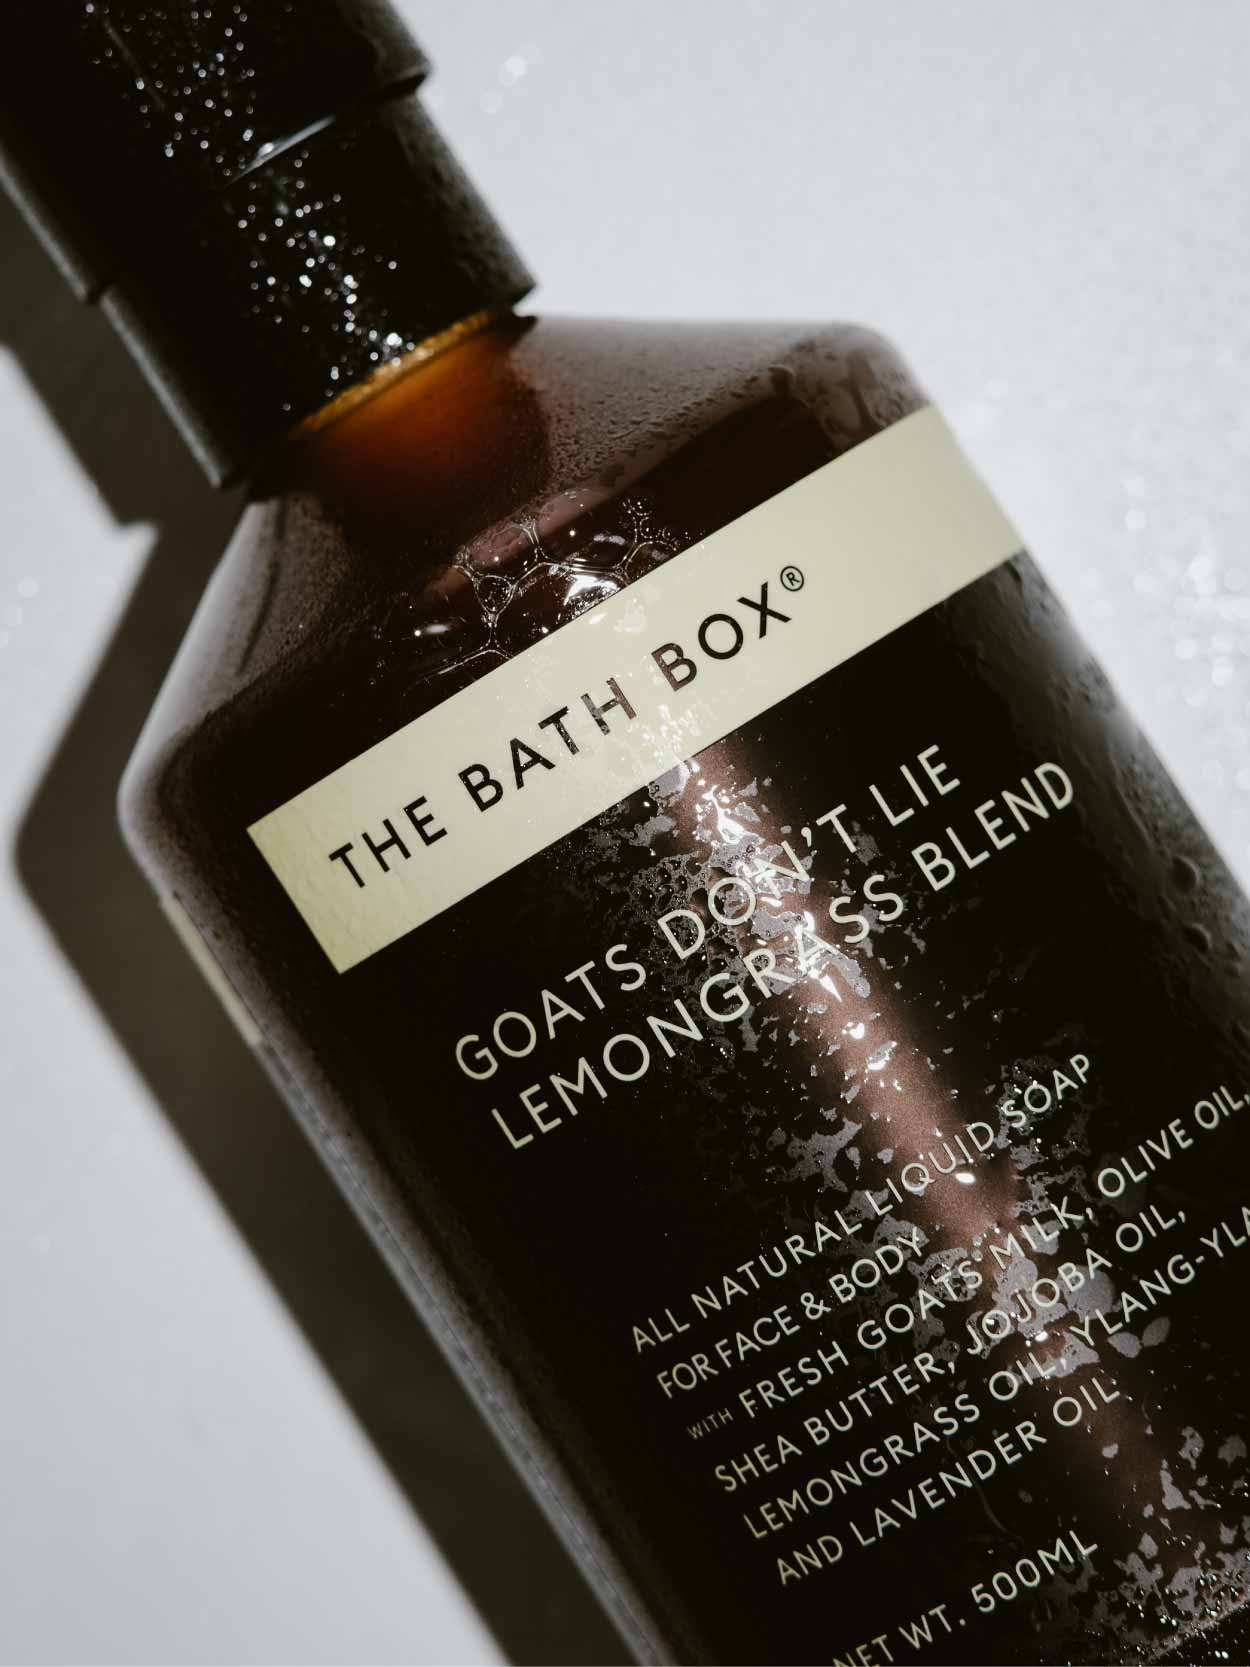 THE BATH BOX®
GOATS DON'T LIE
LEMONGRASS BLEND
ALL NATURAL LIQUID SOAP
FOR FACE & BODY
WITH FRESH GOATS MILK, OLIVE OIL,
SHEA BUTTER, JOJOBA OIL,
LEMONGRASS OIL, YLANG-YLA
AND LAVENDER OIL
NET WT. 500ML